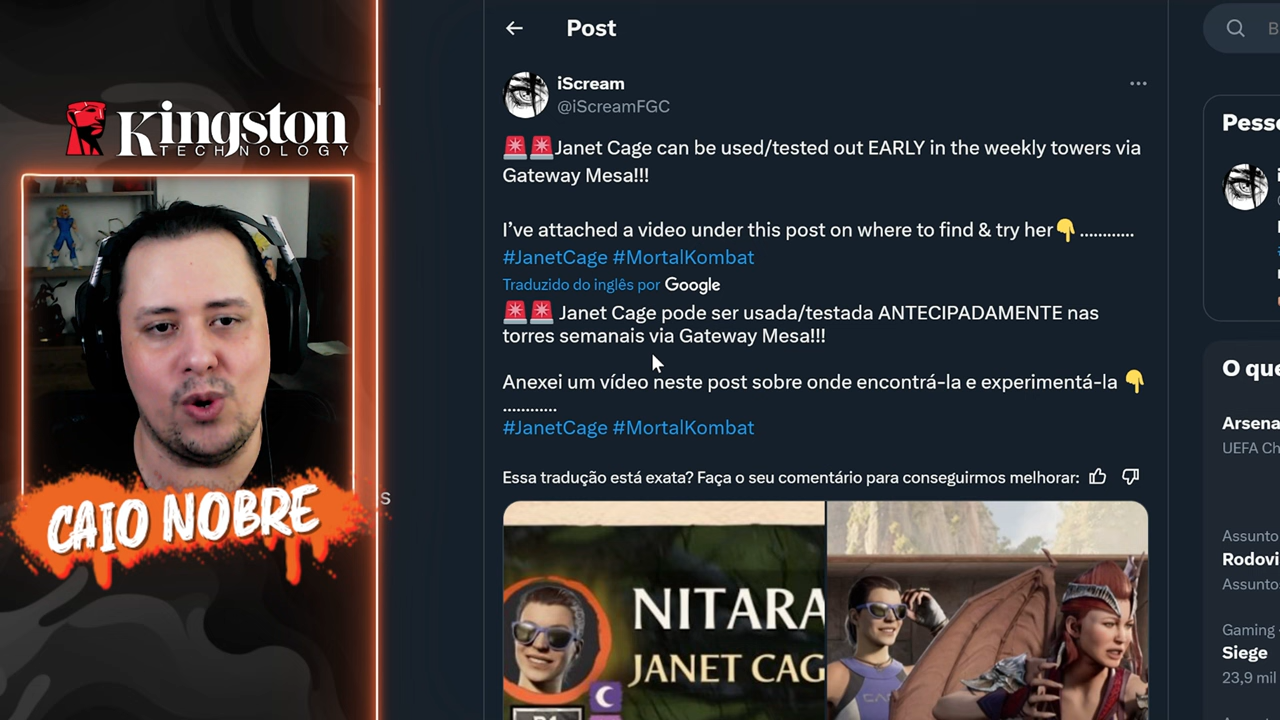 Kingston
TECHNOLOGY
CAIO NOBRE
s
Post
iScream
@iScreamFGC
Janet Cage can be used/tested out EARLY in the weekly towers via
Gateway Mesa!!!
I've attached a video under this post on where to find & try her ............
#JanetCage #MortalKombat
Traduzido do inglês por Google
Janet Cage pode ser usada/testada ANTECIPADAMENTE nas
torres semanais via Gateway Mesa!!!
Anexei um vídeo neste post sobre onde encontrá-la e experimentá-la
............
#JanetCage #MortalKombat
Essa tradução está exata? Faça o seu comentário para conseguirmos melhorar:
NITARA
JANET CAG
B
Pess
O que
Arsena
UEFA Ch
Assunto
Rodovi
Assunto
Gaming
Siege
23,9 mil